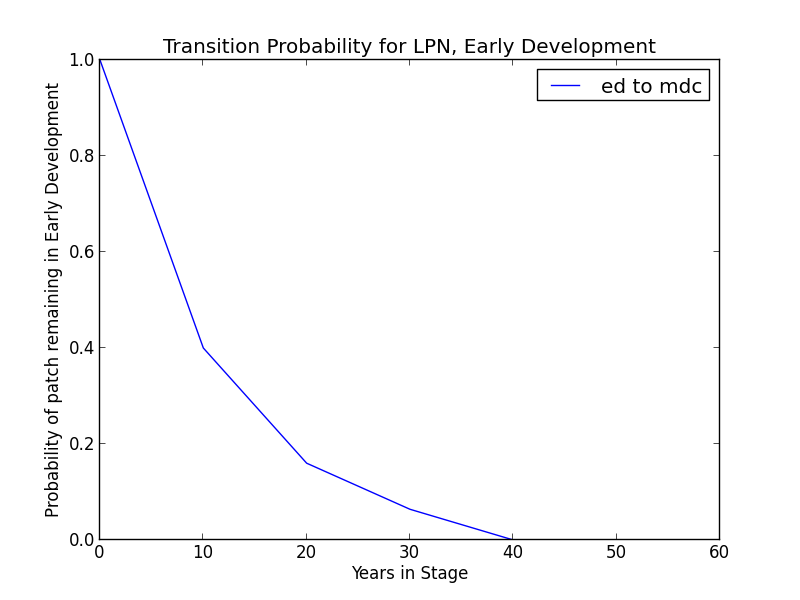 Transition Probability for LPN, Early Development
ed to mdc
Probability of patch remaining in Early Development
1.0
0.8
0.6
0.4
0.2
0.0
0 10 20 30 40 50 60
Years in Stage